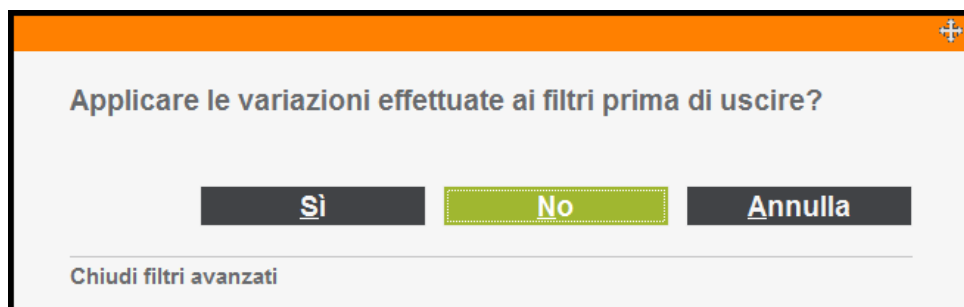 Applicare le variazioni effettuate ai filtri prima di uscire?
Sì No Annulla
Chiudi filtri avanzati